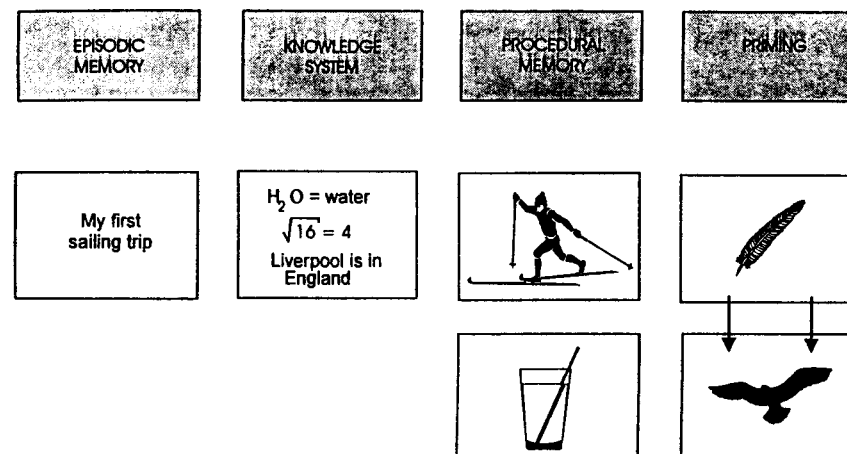 EPISODIC
MEMORY
KNOWLEDGE
SYSTEM
PROCEDURAL
MEMORY
PRIMING
My first
sailing trip
H₂O = water
√16 = 4
Liverpool is in
England